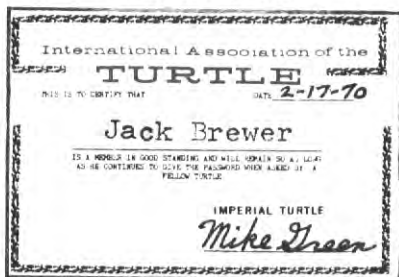 International Association of the
TURTLE
THIS IS TO CERTIFY THAT DATE 2-17-70
Jack Brewer
IS A MEMBER IN GOOD STANDING AND WILL REMAIN SO LONG
AS HE CONTINUES TO GIVE THE PASSWORD WHEN ASKED BY A
FELLOW TURTLE
IMPERIAL TURTLE
Mike Green